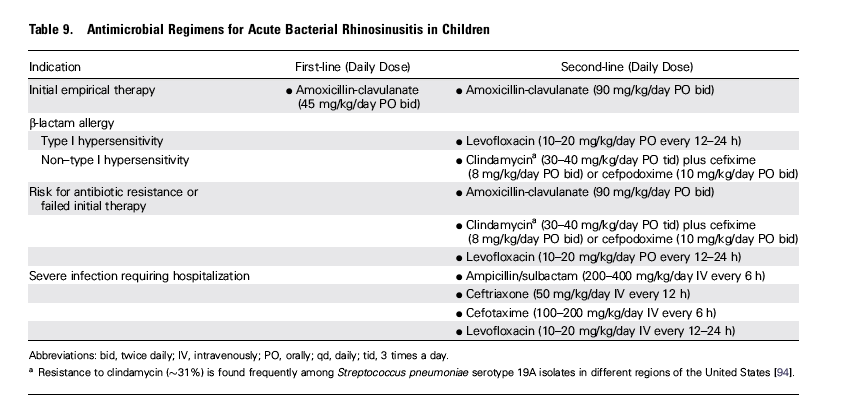 Table 9. Antimicrobial Regimens for Acute Bacterial Rhinosinusitis in Children
Indication First-line (Daily Dose) Second-line (Daily Dose)
Initial empirical therapy • Amoxicillin-clavulanate • Amoxicillin-clavulanate (90 mg/kg/day PO bid)
(45 mg/kg/day PO bid)
β-lactam allergy
Type I hypersensitivity • Levofloxacin (10–20 mg/kg/day PO every 12–24 h)
Non–type I hypersensitivity • Clindamycinª (30–40 mg/kg/day PO tid) plus cefixime
(8 mg/kg/day PO bid) or cefpodoxime (10 mg/kg/day PO bid)
Risk for antibiotic resistance or • Amoxicillin-clavulanate (90 mg/kg/day PO bid)
failed initial therapy
• Clindamycinª (30–40 mg/kg/day PO tid) plus cefixime
(8 mg/kg/day PO bid) or cefpodoxime (10 mg/kg/day PO bid)
• Levofloxacin (10–20 mg/kg/day PO every 12–24 h)
Severe infection requiring hospitalization • Ampicillin/sulbactam (200–400 mg/kg/day IV every 6 h)
• Ceftriaxone (50 mg/kg/day IV every 12 h)
• Cefotaxime (100–200 mg/kg/day IV every 6 h)
• Levofloxacin (10–20 mg/kg/day IV every 12–24 h)
Abbreviations: bid, twice daily; IV, intravenously; PO, orally; qd, daily; tid, 3 times a day.
ª Resistance to clindamycin (~31%) is found frequently among Streptococcus pneumoniae serotype 19A isolates in different regions of the United States [94].